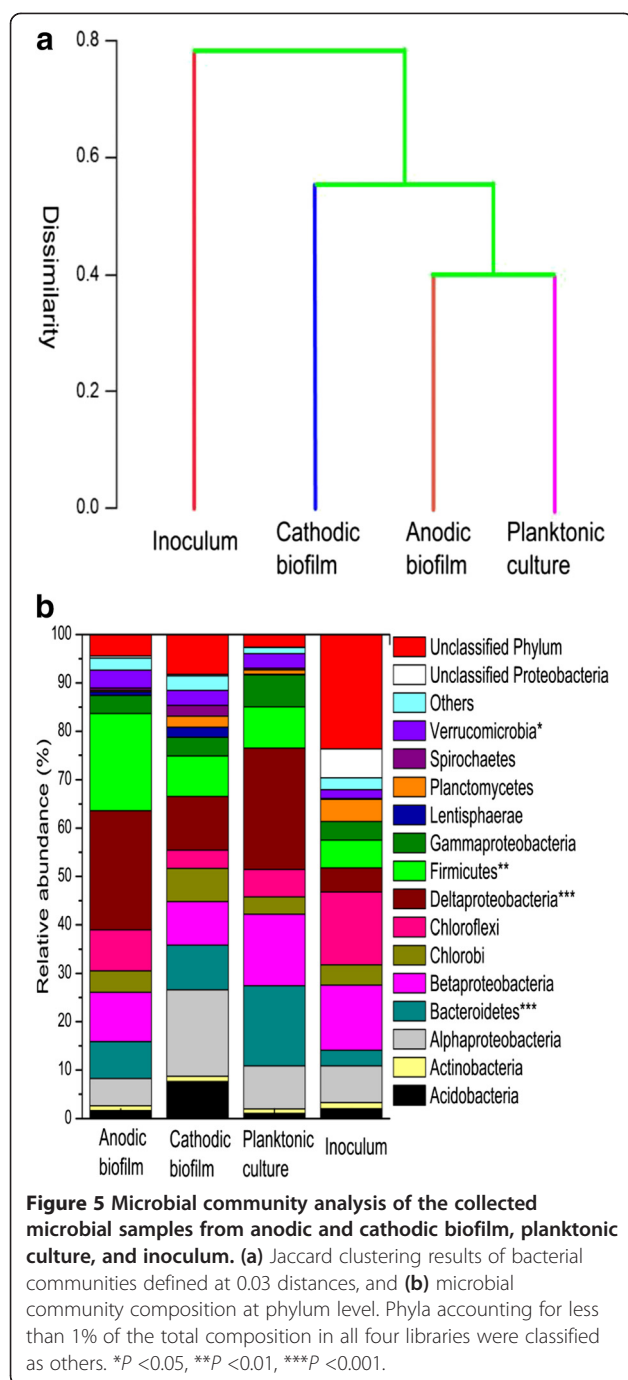 a
0.8
0.6
0.4
0.2
0.0
Dissimilarity
Inoculum
Cathodic
biofilm
Anodic
biofilm
Planktonic
culture
b
100
90
80
70
60
50
40
30
20
10
0
Relative abundance (%)
Anodic
biofilm
Cathodic
biofilm
Planktonic
culture
Inoculum
Unclassified Phylum
Unclassified Proteobacteria
Others
Verrucomicrobia*
Spirochaetes
Planctomycetes
Lentisphaerae
Gammaproteobacteria
Firmicutes**
Deltaproteobacteria***
Chloroflexi
Chlorobi
Betaproteobacteria
Bacteroidetes***
Alphaproteobacteria
Actinobacteria
Acidobacteria
Figure 5 Microbial community analysis of the collected
microbial samples from anodic and cathodic biofilm, planktonic
culture, and inoculum. (a) Jaccard clustering results of bacterial
communities defined at 0.03 distances, and (b) microbial
community composition at phylum level. Phyla accounting for less
than 1% of the total composition in all four libraries were classified
as others. *P <0.05, **P <0.01, ***P <0.001.